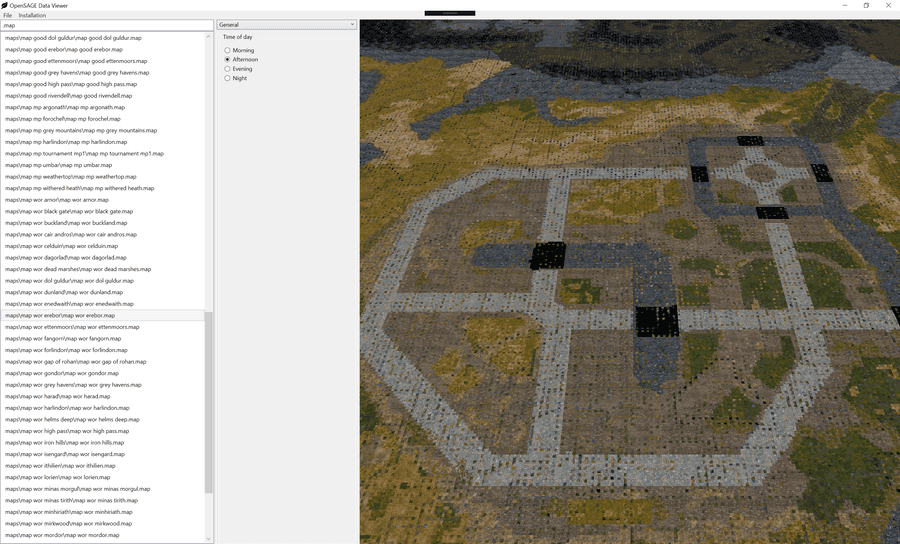 OpenSAGE Data Viewer
File Installation
.map
General
Time of day
Morning
Afternoon
Evening
Night
maps\map good dol guldur\map good dol guldur.map
maps\map good erebor\map good erebor.map
maps\map good ettenmoors\map good ettenmoors.map
maps\map good grey havens\map good grey havens.map
maps\map good high pass\map good high pass.map
maps\map good rivendell\map good rivendell.map
maps\map mp argonath\map mp argonath.map
maps\map mp forochel\map mp forochel.map
maps\map mp grey mountains\map mp grey mountains.map
maps\map mp harlindon\map mp harlindon.map
maps\map mp tournament mp1\map mp tournament mp1.map
maps\map mp umbar\map mp umbar.map
maps\map mp weathertop\map mp weathertop.map
maps\map mp withered heath\map mp withered heath.map
maps\map wor arnor\map wor arnor.map
maps\map wor black gate\map wor black gate.map
maps\map wor buckland\map wor buckland.map
maps\map wor cair andros\map wor cair andros.map
maps\map wor celduin\map wor celduin.map
maps\map wor dagorlad\map wor dagorlad.map
maps\map wor dead marshes\map wor dead marshes.map
maps\map wor dol guldur\map wor dol guldur.map
maps\map wor dunland\map wor dunland.map
maps\map wor enedwaith\map wor enedwaith.map
maps\map wor erebor\map wor erebor.map
maps\map wor ettenmoors\map wor ettenmoors.map
maps\map wor fangorn\map wor fangorn.map
maps\map wor forlindon\map wor forlindon.map
maps\map wor gap of rohan\map wor gap of rohan.map
maps\map wor gondor\map wor gondor.map
maps\map wor grey havens\map wor grey havens.map
maps\map wor harad\map wor harad.map
maps\map wor harlindon\map wor harlindon.map
maps\map wor helms deep\map wor helms deep.map
maps\map wor high pass\map wor high pass.map
maps\map wor iron hills\map wor iron hills.map
maps\map wor isengard\map wor isengard.map
maps\map wor ithilien\map wor ithilien.map
maps\map wor lorien\map wor lorien.map
maps\map wor minas morgul\map wor minas morgul.map
maps\map wor minas tirith\map wor minas tirith.map
maps\map wor minhiriath\map wor minhiriath.map
maps\map wor mirkwood\map wor mirkwood.map
maps\map wor mordor\map wor mordor.map